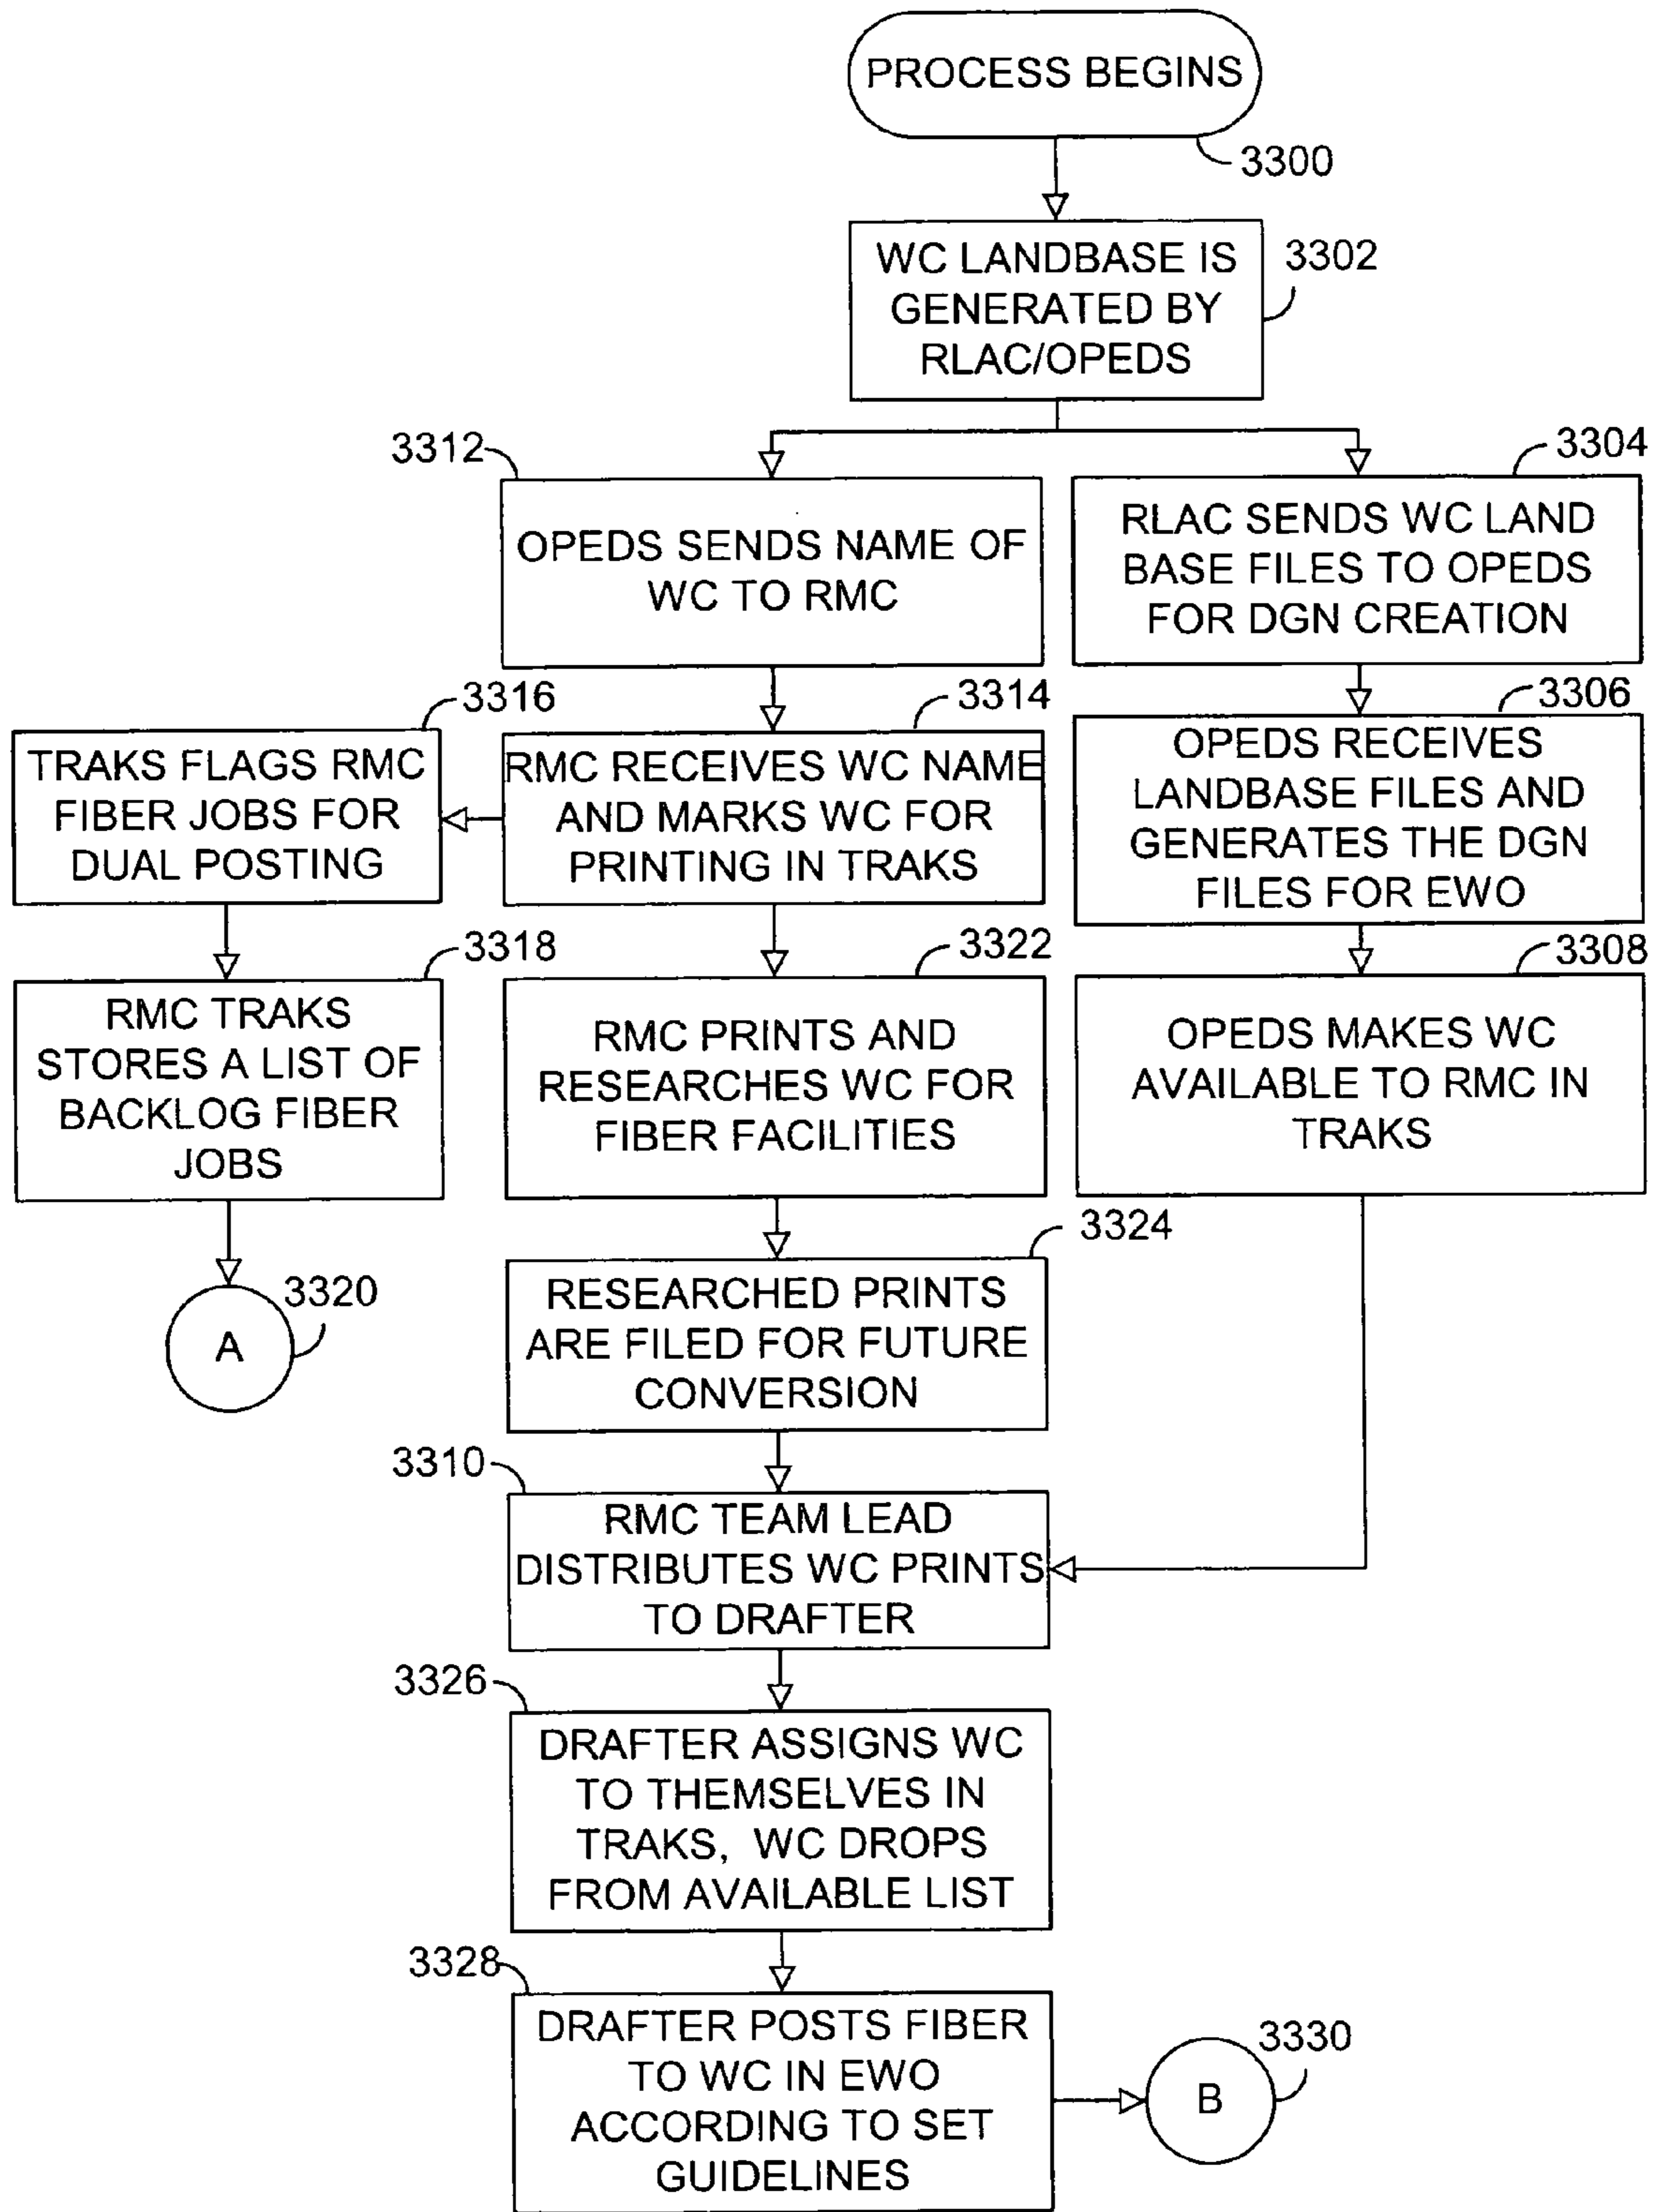 PROCESS BEGINS
3300
WC LANDBASE IS
GENERATED BY
RLAC/OPEDS
3302
3312
OPEDS SENDS NAME OF
WC TO RMC
3304
RLAC SENDS WC LAND
BASE FILES TO OPEDS
FOR DGN CREATION
3316
TRAKS FLAGS RMC
FIBER JOBS FOR
DUAL POSTING
3314
RMC RECEIVES WC NAME
AND MARKS WC FOR
PRINTING IN TRAKS
3306
OPEDS RECEIVES
LANDBASE FILES AND
GENERATES THE DGN
FILES FOR EWO
3318
RMC TRAKS
STORES A LIST OF
BACKLOG FIBER
JOBS
3322
RMC PRINTS AND
RESEARCHES WC FOR
FIBER FACILITIES
3308
OPEDS MAKES WC
AVAILABLE TO RMC IN
TRAKS
3320
A
3324
RESEARCHED PRINTS
ARE FILED FOR FUTURE
CONVERSION
3310
RMC TEAM LEAD
DISTRIBUTES WC PRINTS
TO DRAFTER
3326
DRAFTER ASSIGNS WC
TO THEMSELVES IN
TRAKS, WC DROPS
FROM AVAILABLE LIST
3328
DRAFTER POSTS FIBER
TO WC IN EWO
ACCORDING TO SET
GUIDELINES
3330
B